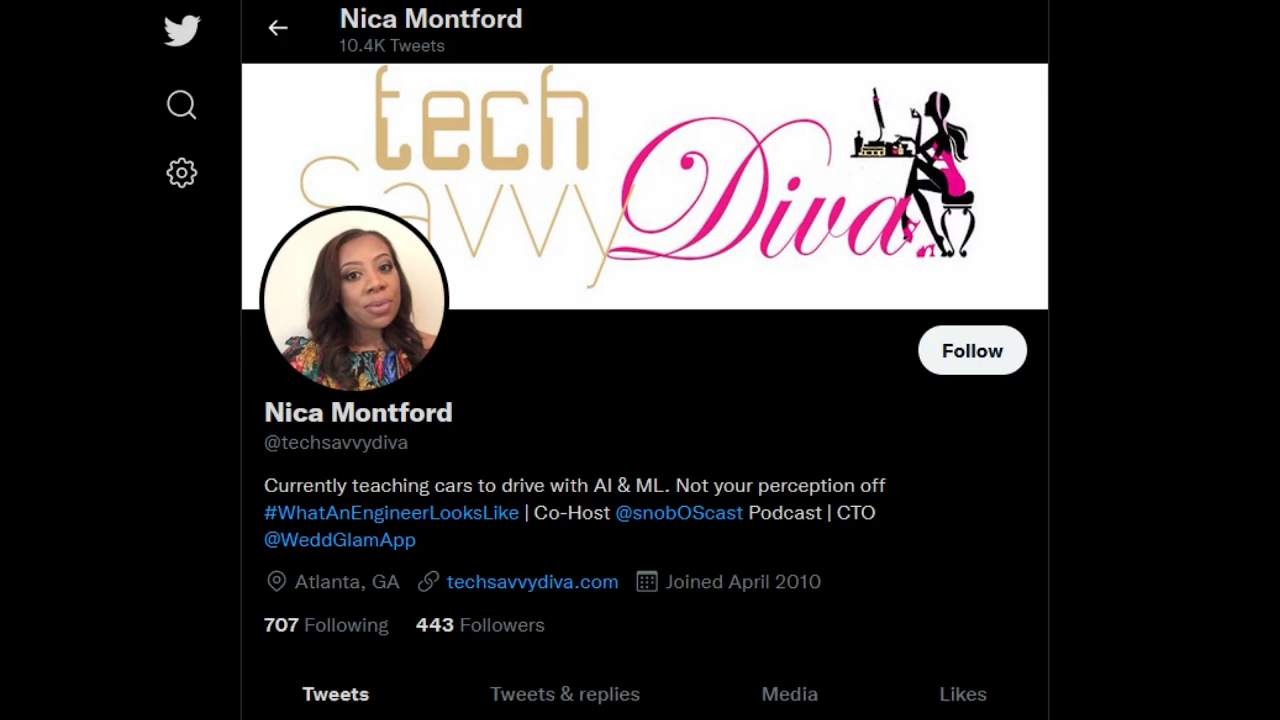 Nica Montford
10.4K Tweets
tech
savvy Diva
Follow
Nica Montford
@techsavvydiva
Currently teaching cars to drive with AI & ML. Not your perception off
#WhatAnEngineerLooksLike | Co-Host @snobOScast Podcast | CTO
@WeddGlamApp
Atlanta, GA techsavvydiva.com Joined April 2010
707 Following 443 Followers
Tweets Tweets & replies Media Likes